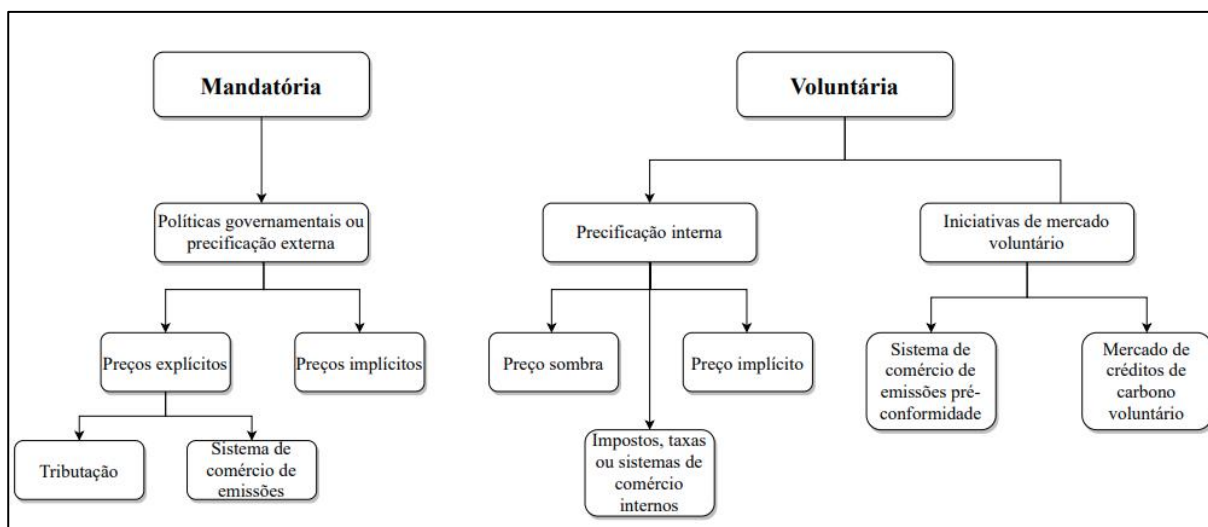 Mandatória
Voluntária
Políticas governamentais ou
precificação externa
Precificação interna
Iniciativas de mercado
voluntário
Preços explícitos
Preços implícitos
Preço sombra
Preço implícito
Sistema de
comércio de
emissões pré-
conformidade
Mercado de
créditos de
carbono
voluntário
Tributação
Sistema de
comércio de
emissões
Impostos, taxas
ou sistemas de
comércio
internos